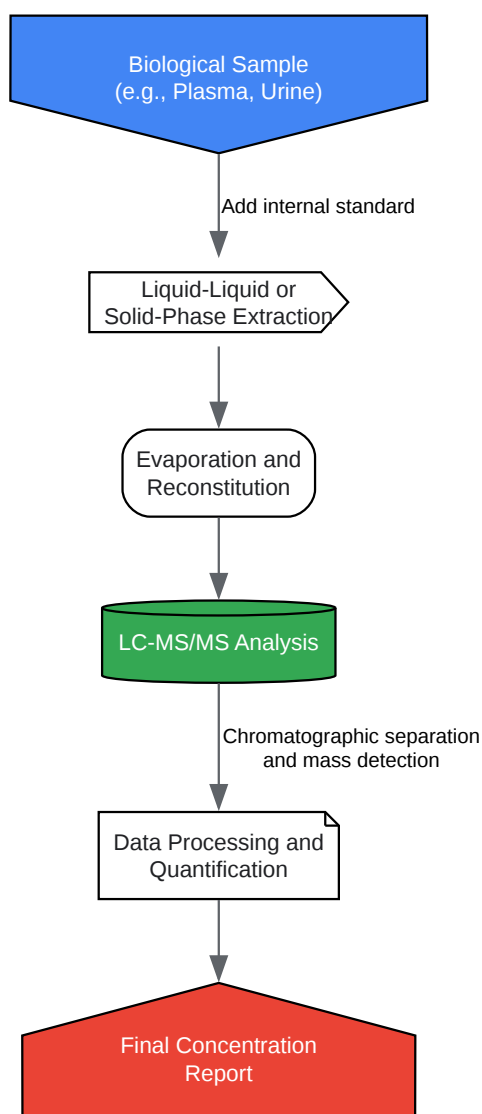 Biological Sample
(e.g., Plasma, Urine)
Add internal standard
Liquid-Liquid or
Solid-Phase Extraction
Evaporation and
Reconstitution
LC-MS/MS Analysis
Chromatographic separation
and mass detection
Data Processing and
Quantification
Final Concentration
Report